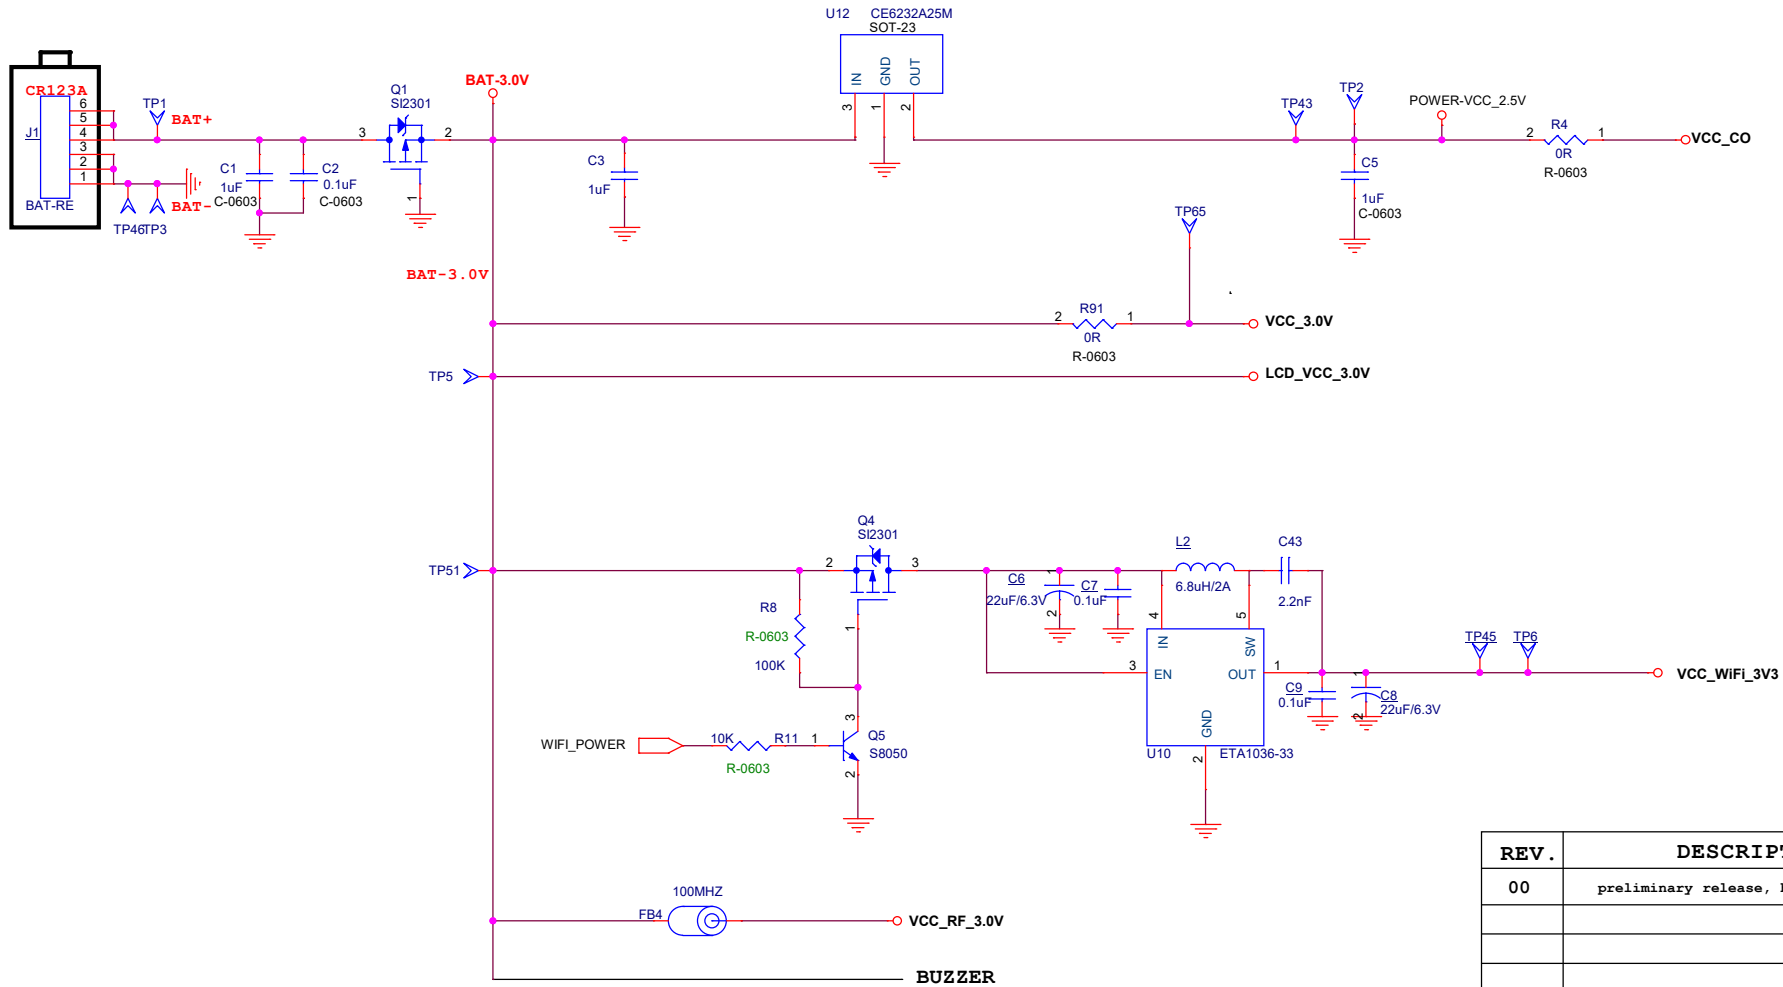 U12 CE6232A25M
SOT-23
IN
GND
OUT
3
1
2
CR123A
6
5
4
3
2
1
J1
BAT-RE
TP1
BAT+
BAT-
TP46TP3
C1
1uF
C-0603
C2
0.1uF
C-0603
Q1
SI2301
3
2
1
BAT-3.0V
C3
1uF
TP43
TP2
POWER-VCC_2.5V
2
R4
1
0R
R-0603
VCC_CO
C5
1uF
C-0603
BAT-3.0V
TP65
2
R91
1
0R
R-0603
VCC_3.0V
TP5
LCD_VCC_3.0V
Q4
SI2301
TP51
2
3
1
R8
R-0603
100K
C6
22uF/6.3V
1
2
C7
0.1uF
L2
6.8uH/2A
C43
2.2nF
4
5
IN
SW
3
EN
OUT
1
GND
2
U10
ETA1036-33
TP45
TP6
VCC_WiFi_3V3
C9
0.1uF
1
2
C8
22uF/6.3V
WIFI_POWER
10K
R11
R-0603
1
3
2
Q5
S8050
100MHZ
FB4
VCC_RF_3.0V
BUZZER
REV. DESCRIPT
00 preliminary release,